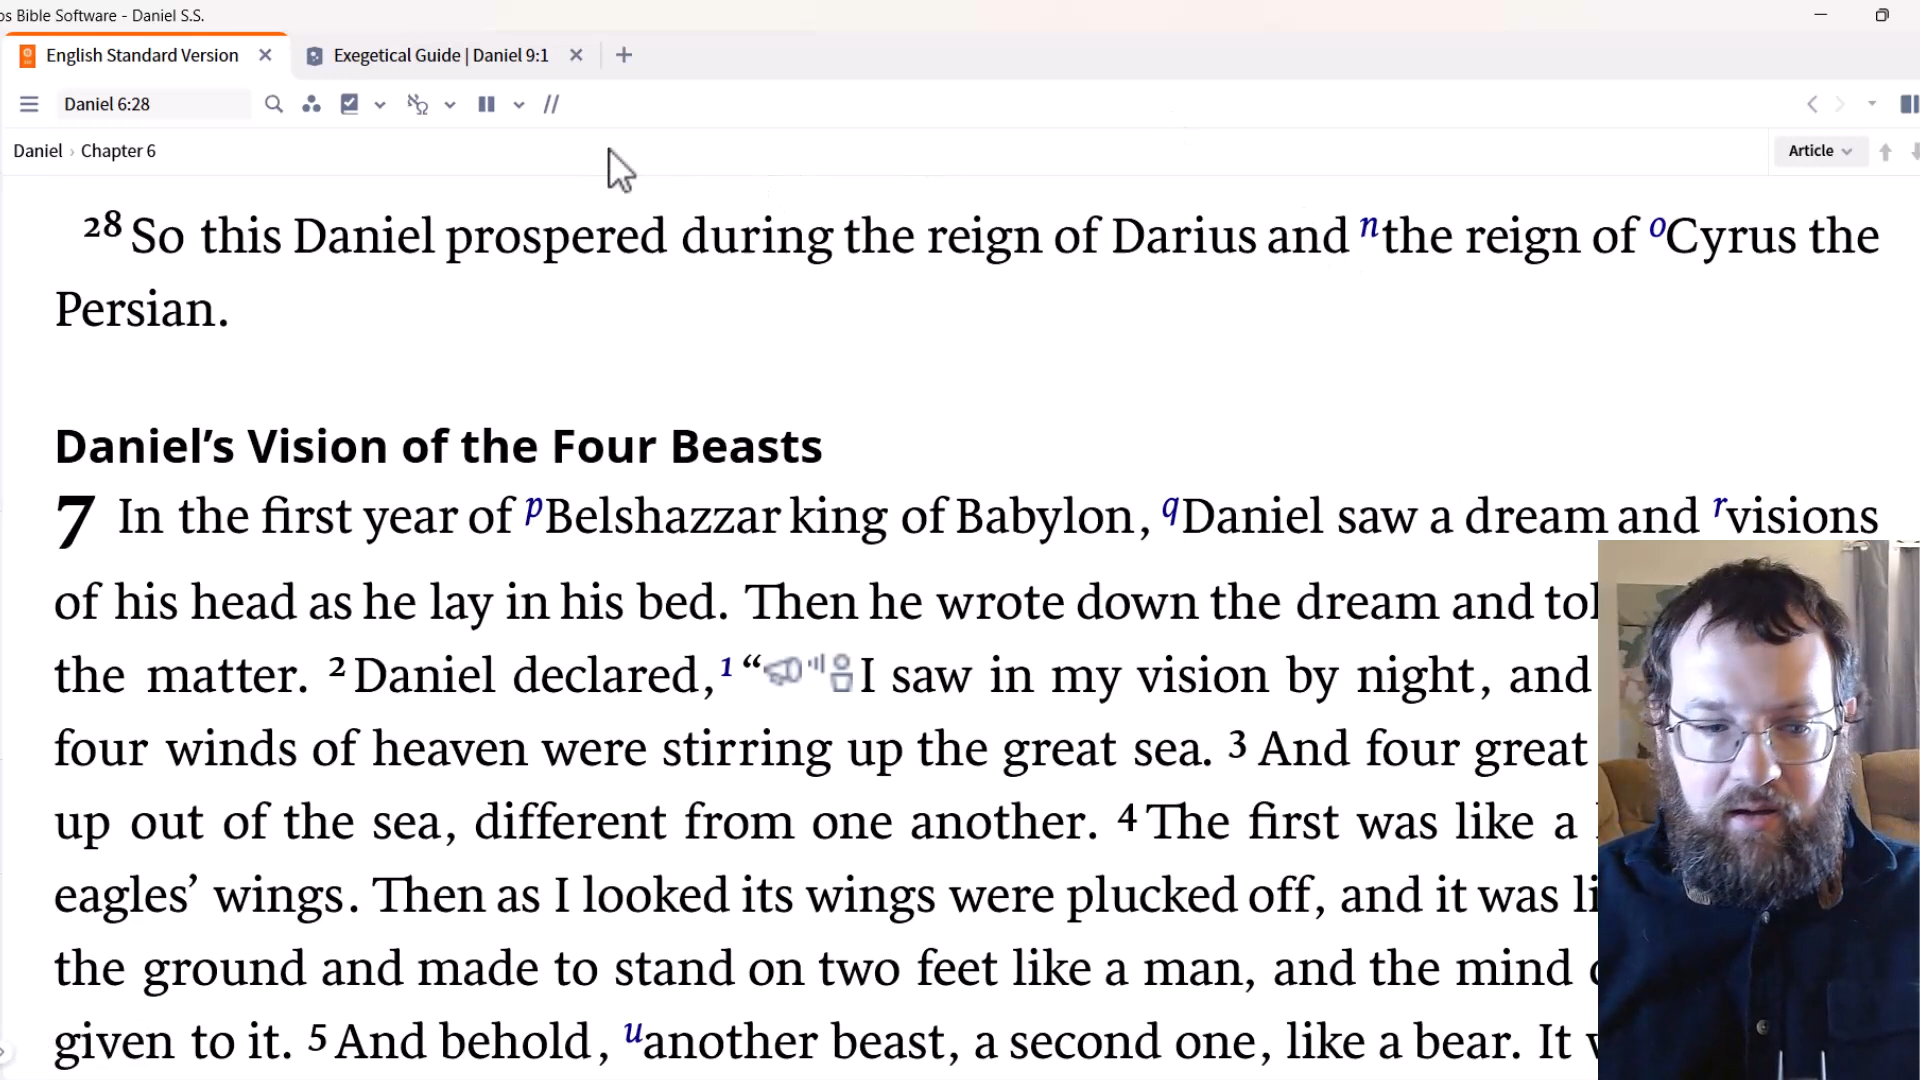 os Bible Software - Daniel S.S.
English Standard Version
Exegetical Guide | Daniel 9:1
Daniel 6:28
Daniel › Chapter 6
Article
28 So this Daniel prospered during the reign of Darius and n the reign of o Cyrus the
Persian.
Daniel’s Vision of the Four Beasts
7 In the first year of p Belshazzar king of Babylon, q Daniel saw a dream and r visions
of his head as he lay in his bed. Then he wrote down the dream and tol
the matter. 2 Daniel declared,1 “I saw in my vision by night, and
four winds of heaven were stirring up the great sea. 3 And four great
up out of the sea, different from one another. 4 The first was like a
eagles’ wings. Then as I looked its wings were plucked off, and it was li
the ground and made to stand on two feet like a man, and the mind
given to it. 5 And behold, u another beast, a second one, like a bear. It